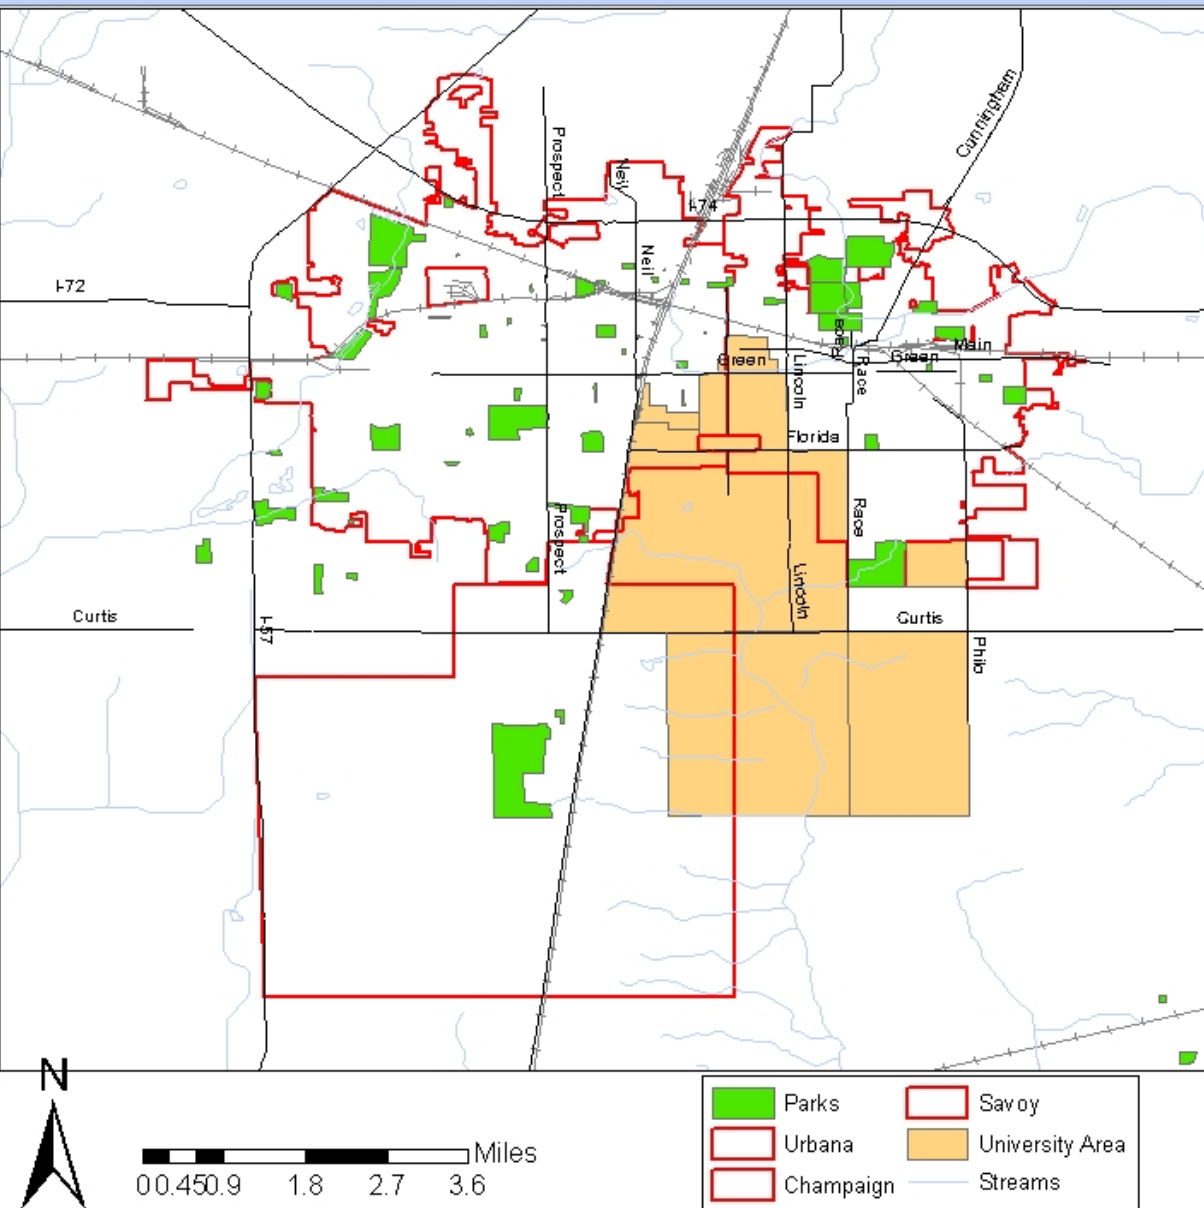 Cunningham
Prospect
Neil
I-74
Neil
I-72
Race
Main
Green
Green
Lincoln
Race
Florida
Race
Prospect
Lincoln
Curtis
I-57
Curtis
Philo
N
Miles
0 0.45 0.9 1.8 2.7 3.6
Parks
Savoy
Urbana
University Area
Champaign
Streams